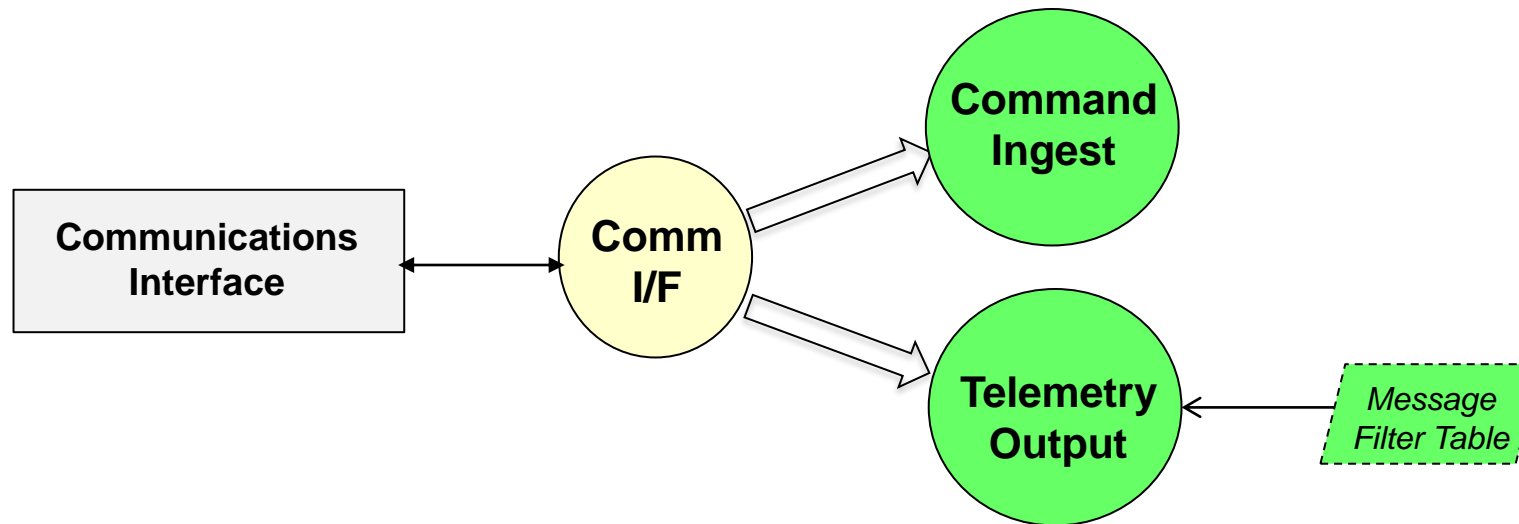 Command
Ingest
Communications
Interface
Comm
I/F
Telemetry
Output
Message
Filter Table